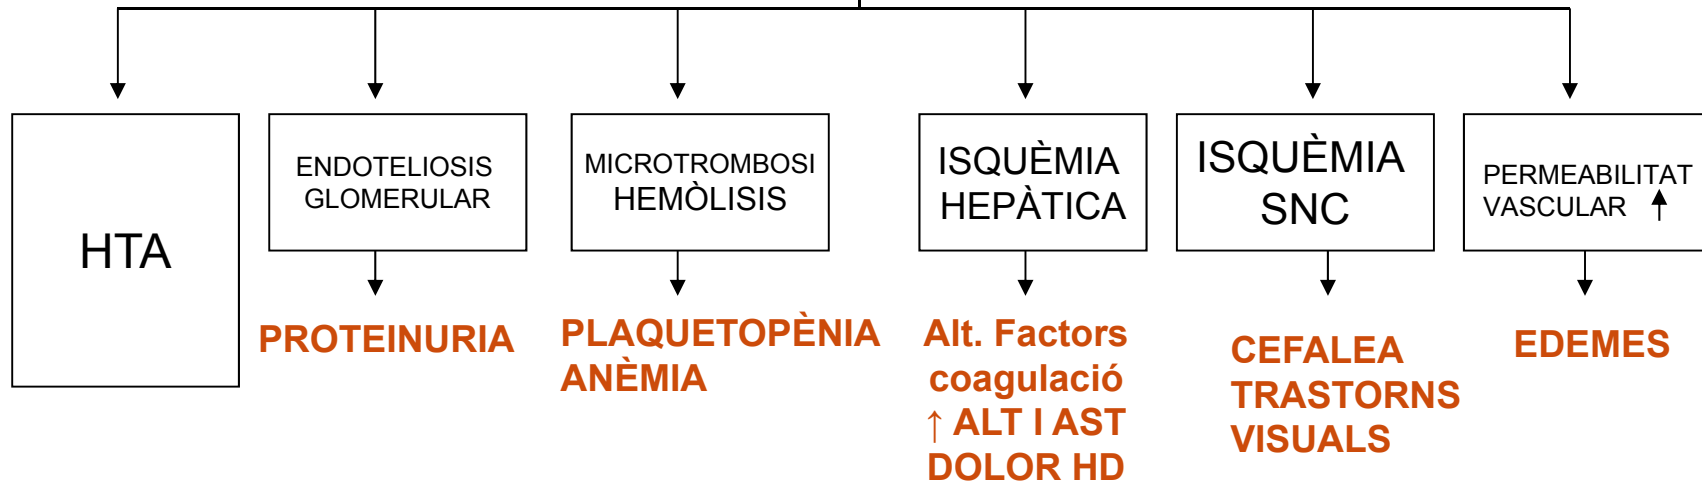 HTA
ENDOTELIOSIS
GLOMERULAR
PROTEINURIA
MICROTROMBOSI
HEMÒLISIS
PLAQUETOPÈNIA
ANÈMIA
ISQUÈMIA
HEPÀTICA
Alt. Factors
coagulació
↑ ALT I AST
DOLOR HD
ISQUÈMIA
SNC
CEFALEA
TRASTORNS
VISUALS
PERMEABILITAT
VASCULAR ↑
EDEMES